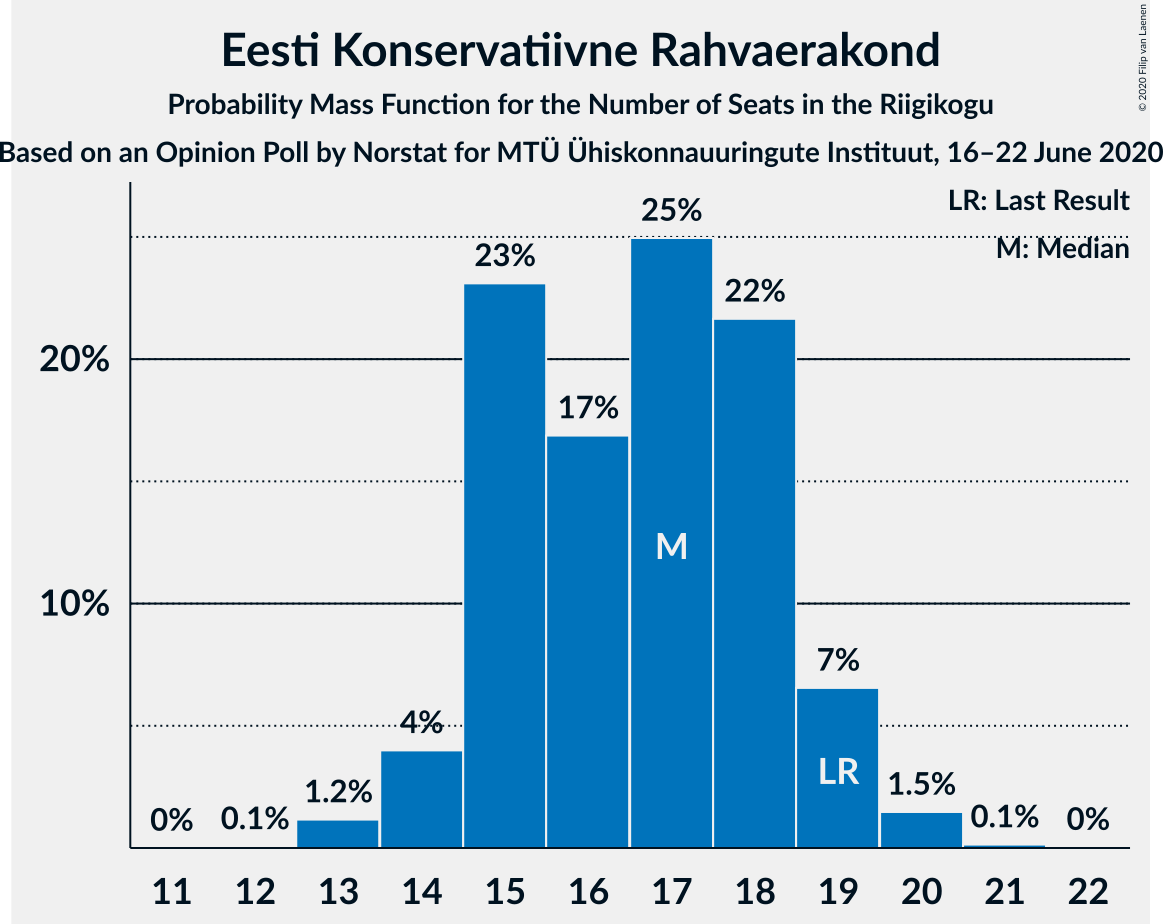 Eesti Konservatiivne Rahvaerakond
Probability Mass Function for the Number of Seats in the Riigikogu
Based on an Opinion Poll by Norstat for MTÜ Ühiskonnauuringute Instituut, 16–22 June 2020
© 2020 Filip van Laenen
LR: Last Result
M: Median
25%
23%
22%
20%
17%
M
10%
7%
4%
LR
1.2%
1.5%
0%
0.1%
0.1%
0%
11 12 13 14 15 16 17 18 19 20 21 22